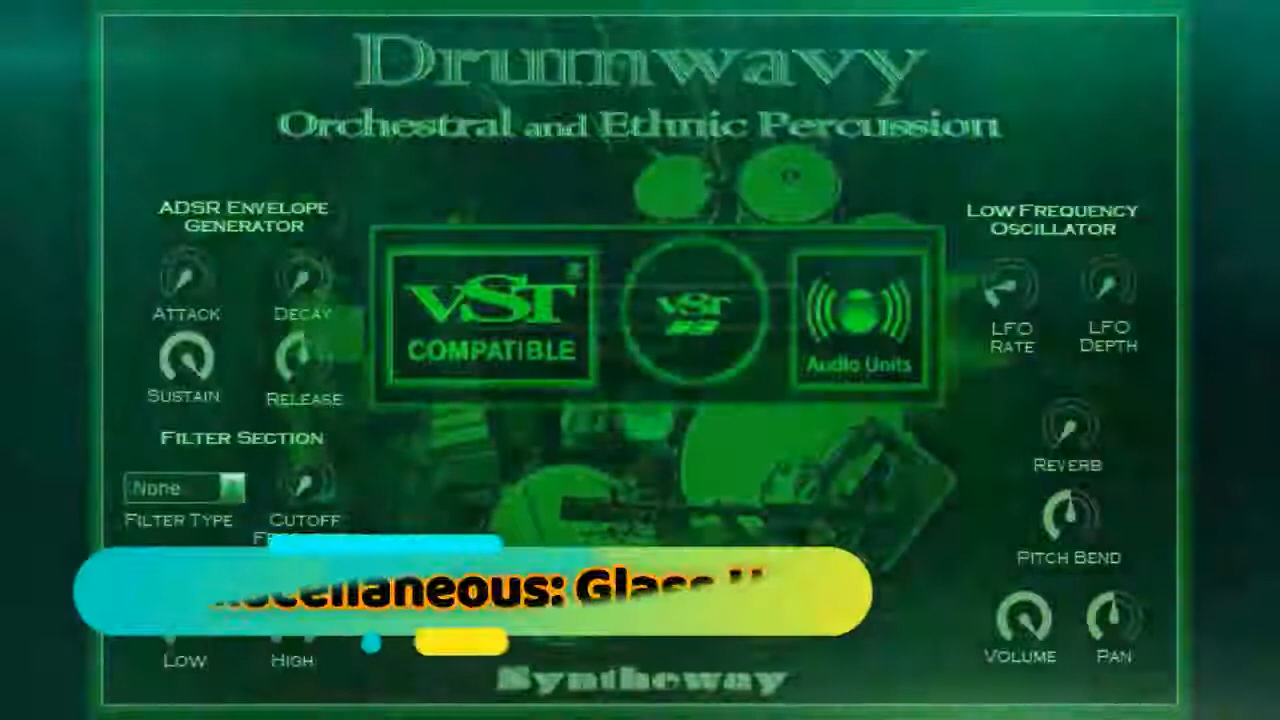 Drumwavy
Orchestral and Ethnic Percussion
ADSR ENVELOPE
GENERATOR
LOW FREQUENCY
OSCILLATOR
VST®
COMPATIBLE
VST
Audio Units
ATTACK
DECAY
LFO
RATE
LFO
DEPTH
SUSTAIN
RELEASE
FILTER SECTION
REVERB
None
FILTER TYPE
CUTOFF
PITCH BEND
LOW
HIGH
VOLUME
PAN
Syntheway